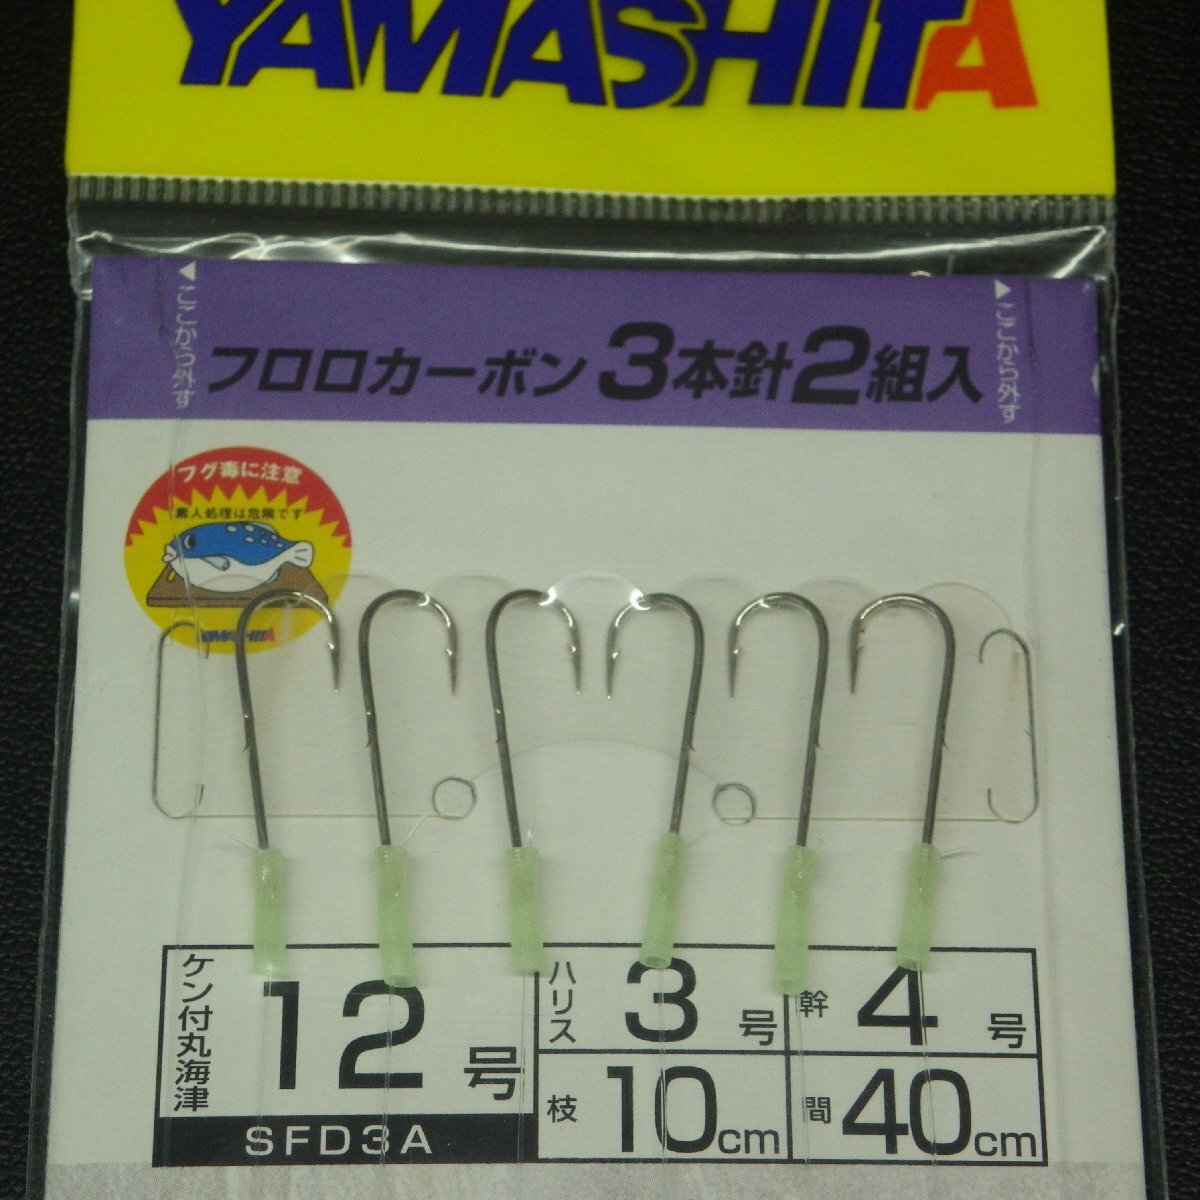 YAMASHITA
◀ここから外す
▶ここから外す
フロロカーボン 3本針2組入
フグ毒に注意
素人処理は危険です
YAMASHITA
ケン付丸海津
12号
SFD3A
ハリス 3号
幹 4号
枝 10cm
間 40cm